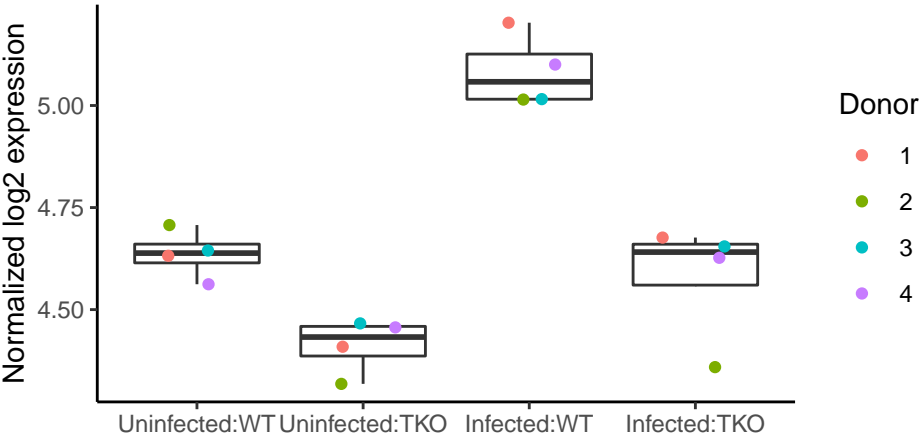 Normalized log2 expression
5.00
4.75
4.50
Uninfected:WT
Uninfected:TKO
Infected:WT
Infected:TKO
Donor
1
2
3
4